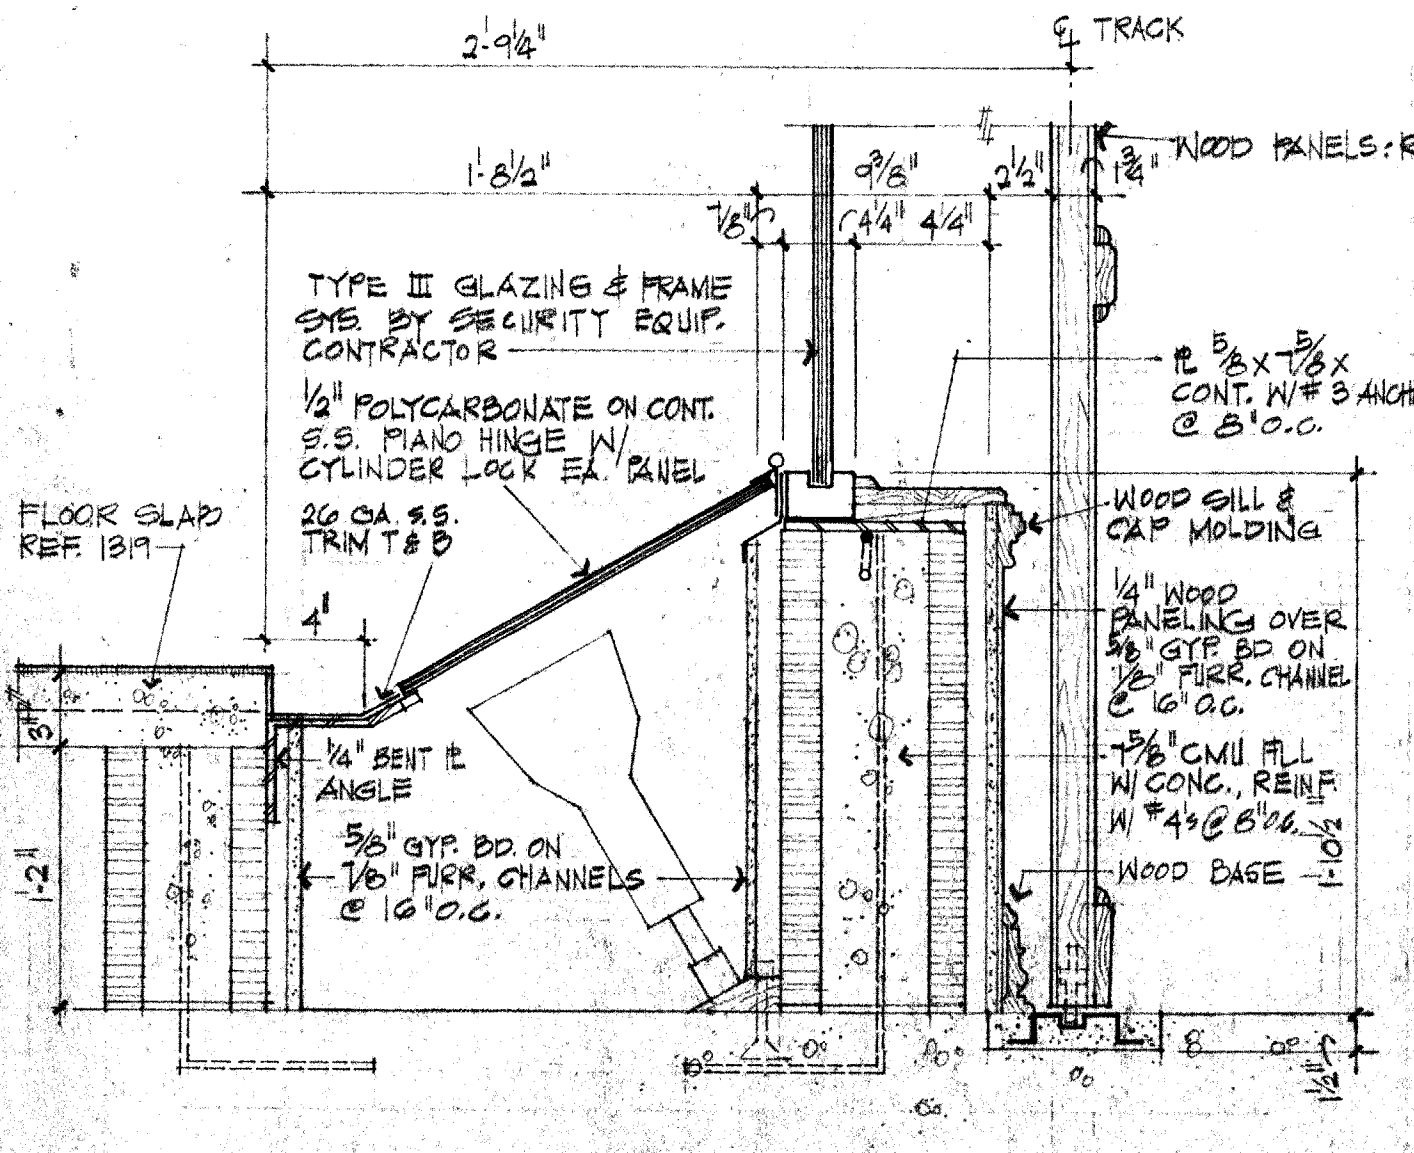 2'-9¼"
℄ TRACK
WOOD PANELS: R
1'-8½"
9⅜"
2½"
1¾"
⅞"
4¼"
4¼"
TYPE III GLAZING & FRAME
SYS. BY SECURITY EQUIP.
CONTRACTOR
℄ ⅝ x 7⅝ x
CONT. W/ # 3 ANCH
@ 8' O.C.
½" POLYCARBONATE ON CONT.
S.S. PIANO HINGE W/
CYLINDER LOCK EA. PANEL
FLOOR SLAB
REF. 1319
26 GA. S.S.
TRIM T & B
WOOD SILL &
CAP MOLDING
4"
¼" WOOD
PANELING OVER
⅝" GYP. BD ON
⅞" FURR. CHANNEL
@ 16" O.C.
3"
¼" BENT PL
ANGLE
7⅝" CMU FILL
W/ CONC., REINF.
W/ #4's @ 8" O.C.
1'-10½"
⅝" GYP. BD. ON
⅞" FURR. CHANNELS
@ 16" O.C.
WOOD BASE
1'-2"
1½"